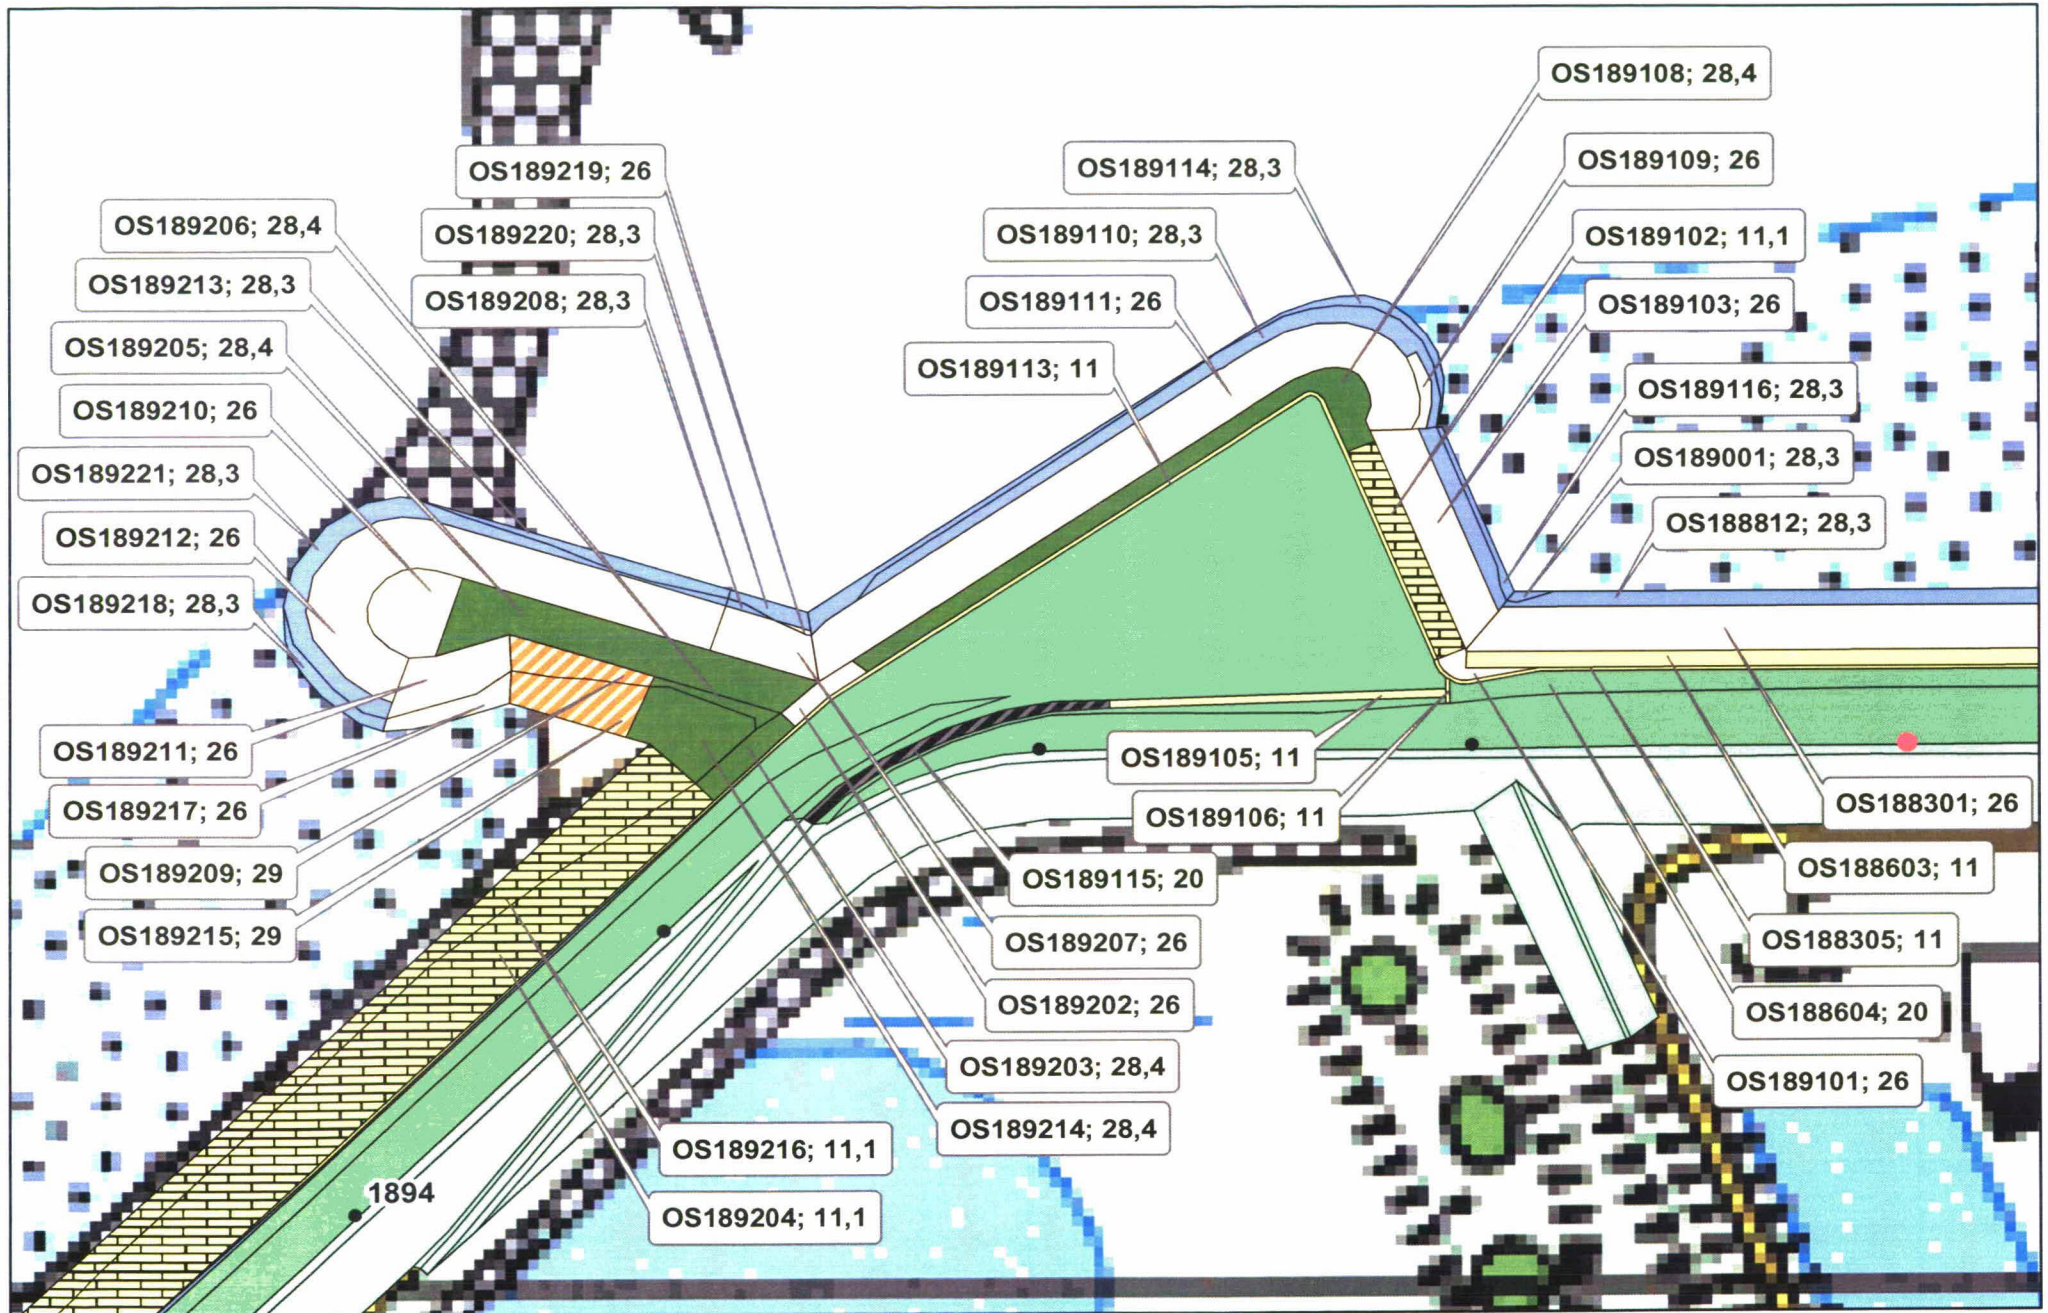 OS189108; 28,4
OS189219; 26
OS189114; 28,3
OS189109; 26
OS189206; 28,4
OS189220; 28,3
OS189110; 28,3
OS189102; 11,1
OS189213; 28,3
OS189208; 28,3
OS189111; 26
OS189103; 26
OS189205; 28,4
OS189113; 11
OS189116; 28,3
OS189210; 26
OS189001; 28,3
OS189221; 28,3
OS188812; 28,3
OS189212; 26
OS189218; 28,3
OS189211; 26
OS189105; 11
OS189217; 26
OS189106; 11
OS188301; 26
OS189209; 29
OS189115; 20
OS188603; 11
OS189215; 29
OS189207; 26
OS188305; 11
OS189202; 26
OS188604; 20
OS189203; 28,4
OS189101; 26
OS189214; 28,4
OS189216; 11,1
1894
OS189204; 11,1